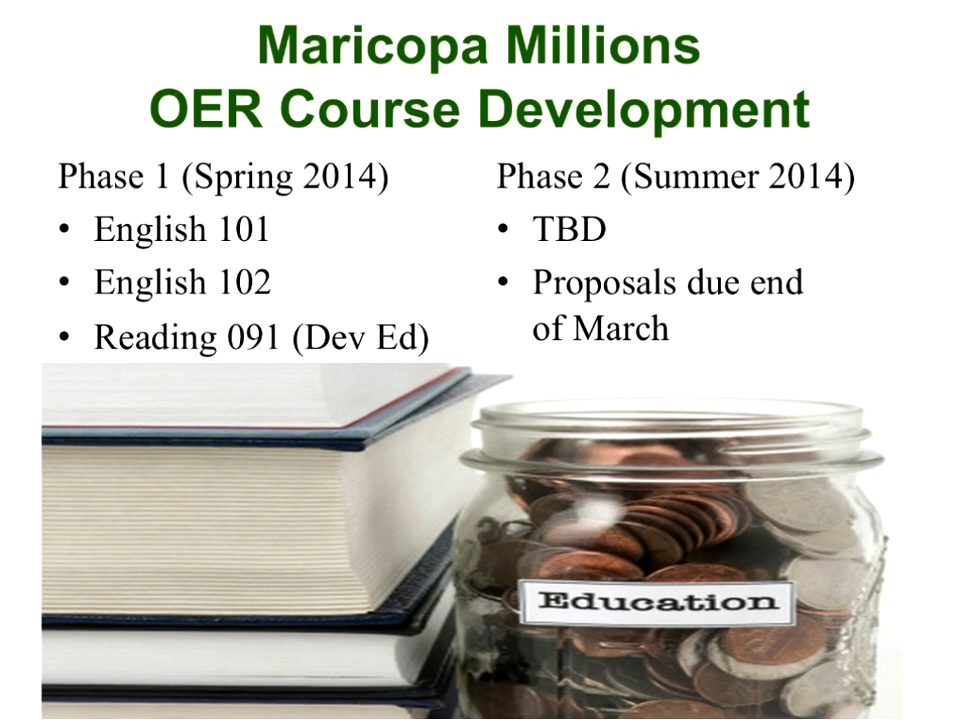 Maricopa Millions
OER Course Development
Phase 1 (Spring 2014)
• English 101
• English 102
• Reading 091 (Dev Ed)
Phase 2 (Summer 2014)
• TBD
• Proposals due end
of March
Education